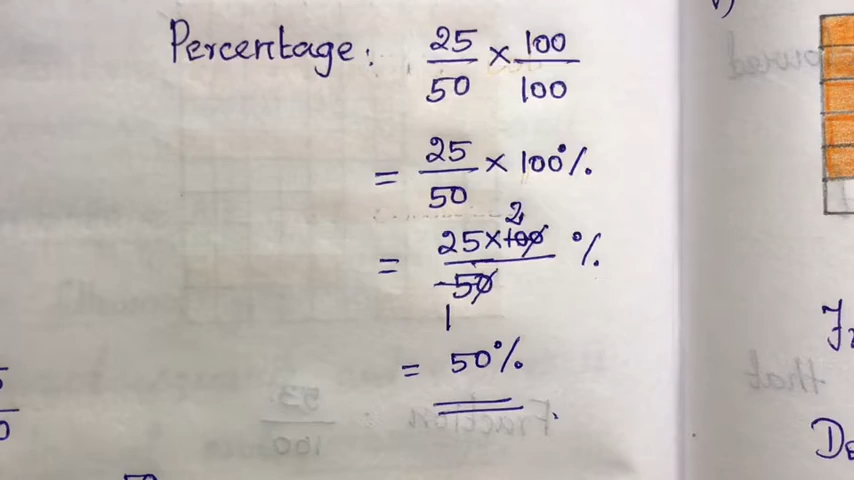 Percentage: 25/50 × 100/100
= 25/50 × 100%
= 25×100/50 %
2
1
= 50%